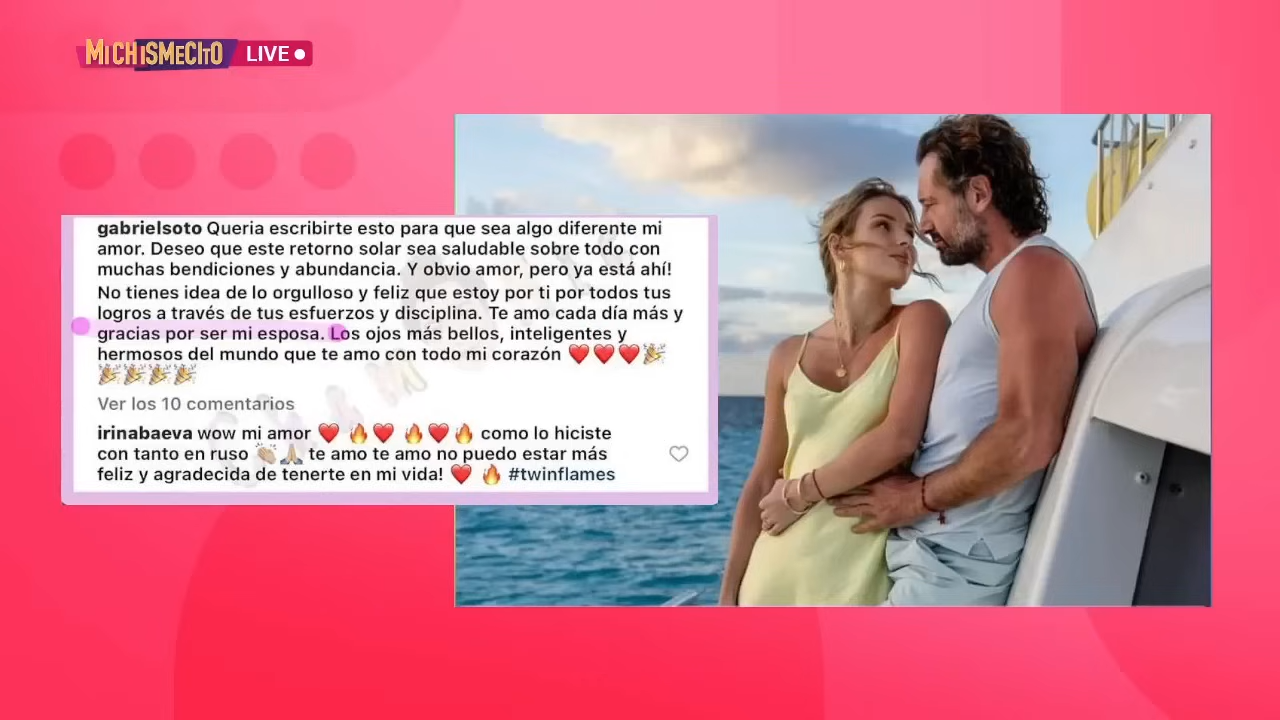 MICHISMECITO LIVE
gabrielsoto Queria escribirte esto para que sea algo diferente mi
amor. Deseo que este retorno solar sea saludable sobre todo con
muchas bendiciones y abundancia. Y obvio amor, pero ya está ahí!
No tienes idea de lo orgulloso y feliz que estoy por ti por todos tus
logros a través de tus esfuerzos y disciplina. Te amo cada día más y
gracias por ser mi esposa. Los ojos más bellos, inteligentes y
hermosos del mundo que te amo con todo mi corazón ❤️❤️❤️🎉
🎉🎉🎉🎉
Ver los 10 comentarios
irinabaeva wow mi amor ❤️🔥❤️🔥❤️🔥 como lo hiciste
con tanto en ruso 👏🏼🙏🏼 te amo te amo no puedo estar más
feliz y agradecida de tenerte en mi vida! ❤️🔥 #twinflames